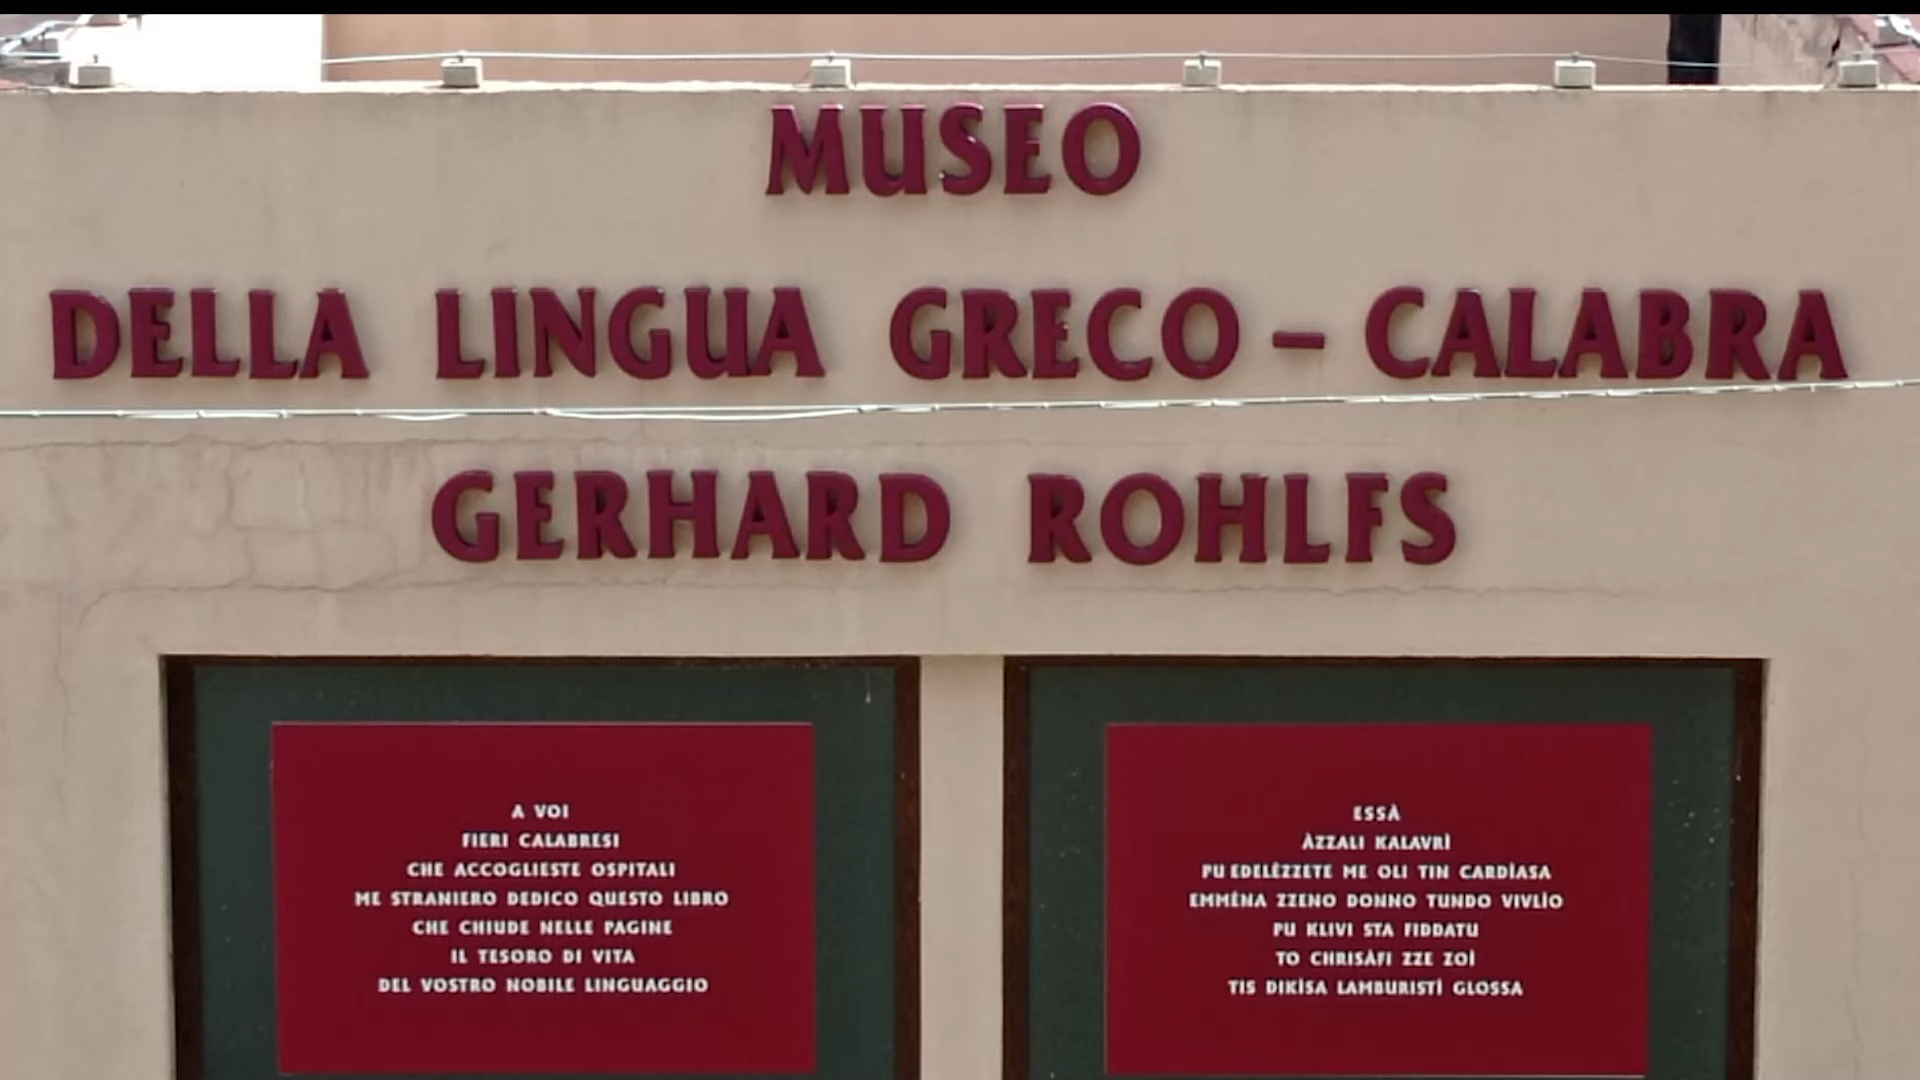 MUSEO
DELLA LINGUA GRECO – CALABRA
GERHARD ROHLFS
A VOI
FIERI CALABRESI
CHE ACCOGLIESTE OSPITALI
ME STRANIERO DEDICO QUESTO LIBRO
CHE CHIUDE NELLE PAGINE
IL TESORO DI VITA
DEL VOSTRO NOBILE LINGUAGGIO
ESSÀ
ÀZZALI KALAVRÌ
PU EDELÈZZETE ME OLI TIN CARDÌASA
EMMÈNA ZZENO DONNO TUNDO VIVLÌO
PU KLIVI STA FIDDATU
TO CHRISÀFI ZZE ZOÌ
TIS DIKÌSA LAMBURISTÌ GLOSSA